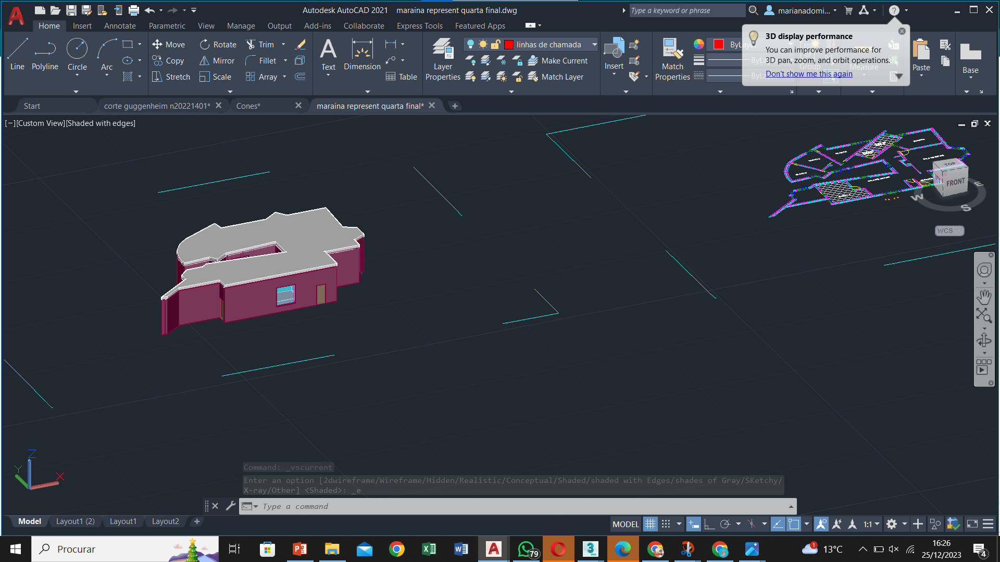 Autodesk AutoCAD 2021 maraina represent quarta final.dwg
Type a keyword or phrase
marianadomi...
Home Insert Annotate Parametric View Manage Output Add-ins Collaborate Express Tools Featured Apps
3D display performance
You can improve performance for
3D pan, zoom, and orbit operations.
Don't show me this again
Line Polyline Circle Arc
Move Rotate Trim
Copy Mirror Fillet
Stretch Scale Array
Text Dimension
Table
Layer
Properties
linhas de chamada
Make Current
Match Layer
Insert
Match
Properties
ByLayer
Group
Measure
Paste
Base
Start corte guggenheim n20221401* Cones* maraina represent quarta final*
[−][Custom View][Shaded with edges]
TOP
FRONT
W
S
E
WCS
Z
Y
X
Command: _vscurrent
Enter an option [2dwireframe/Wireframe/Hidden/Realistic/Conceptual/Shaded/shaded with Edges/shades of Gray/SKetchy/
X-ray/Other] <Shaded>: _e
Type a command
Model Layout1 (2) Layout1 Layout2
MODEL
1:1
Procurar
79
3
MAX
1
13°C
16:26
25/12/2023
4